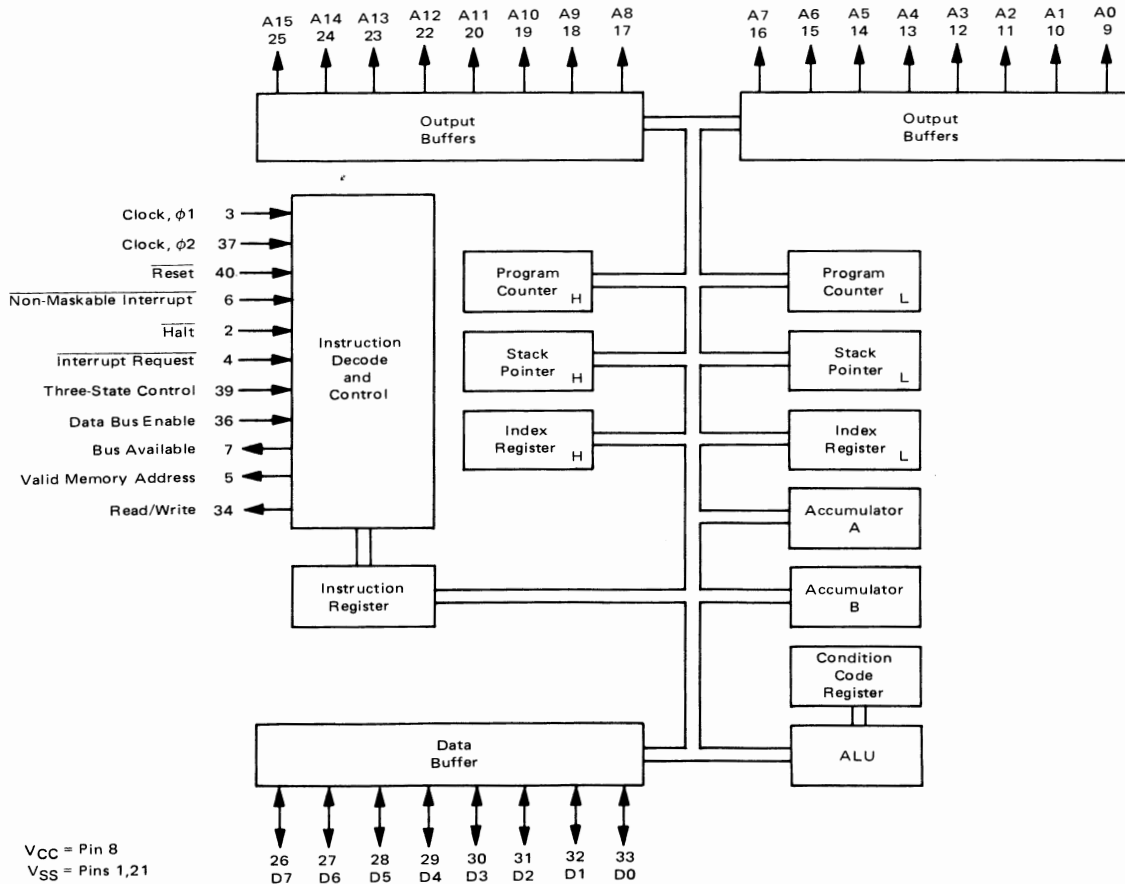 A15 A14 A13 A12 A11 A10 A9 A8 A7 A6 A5 A4 A3 A2 A1 A0
25 24 23 22 20 19 18 17 16 15 14 13 12 11 10 9
Output
Buffers
Output
Buffers
Clock, ϕ1 3
Clock, ϕ2 37
Reset 40
Non-Maskable Interrupt 6
Halt 2
Interrupt Request 4
Three-State Control 39
Data Bus Enable 36
Bus Available 7
Valid Memory Address 5
Read/Write 34
Instruction
Decode
and
Control
Program
Counter H
Program
Counter L
Stack
Pointer H
Stack
Pointer L
Index
Register H
Index
Register L
Accumulator
A
Instruction
Register
Accumulator
B
Condition
Code
Register
Data
Buffer
ALU
26 27 28 29 30 31 32 33
D7 D6 D5 D4 D3 D2 D1 D0
VCC = Pin 8
VSS = Pins 1,21